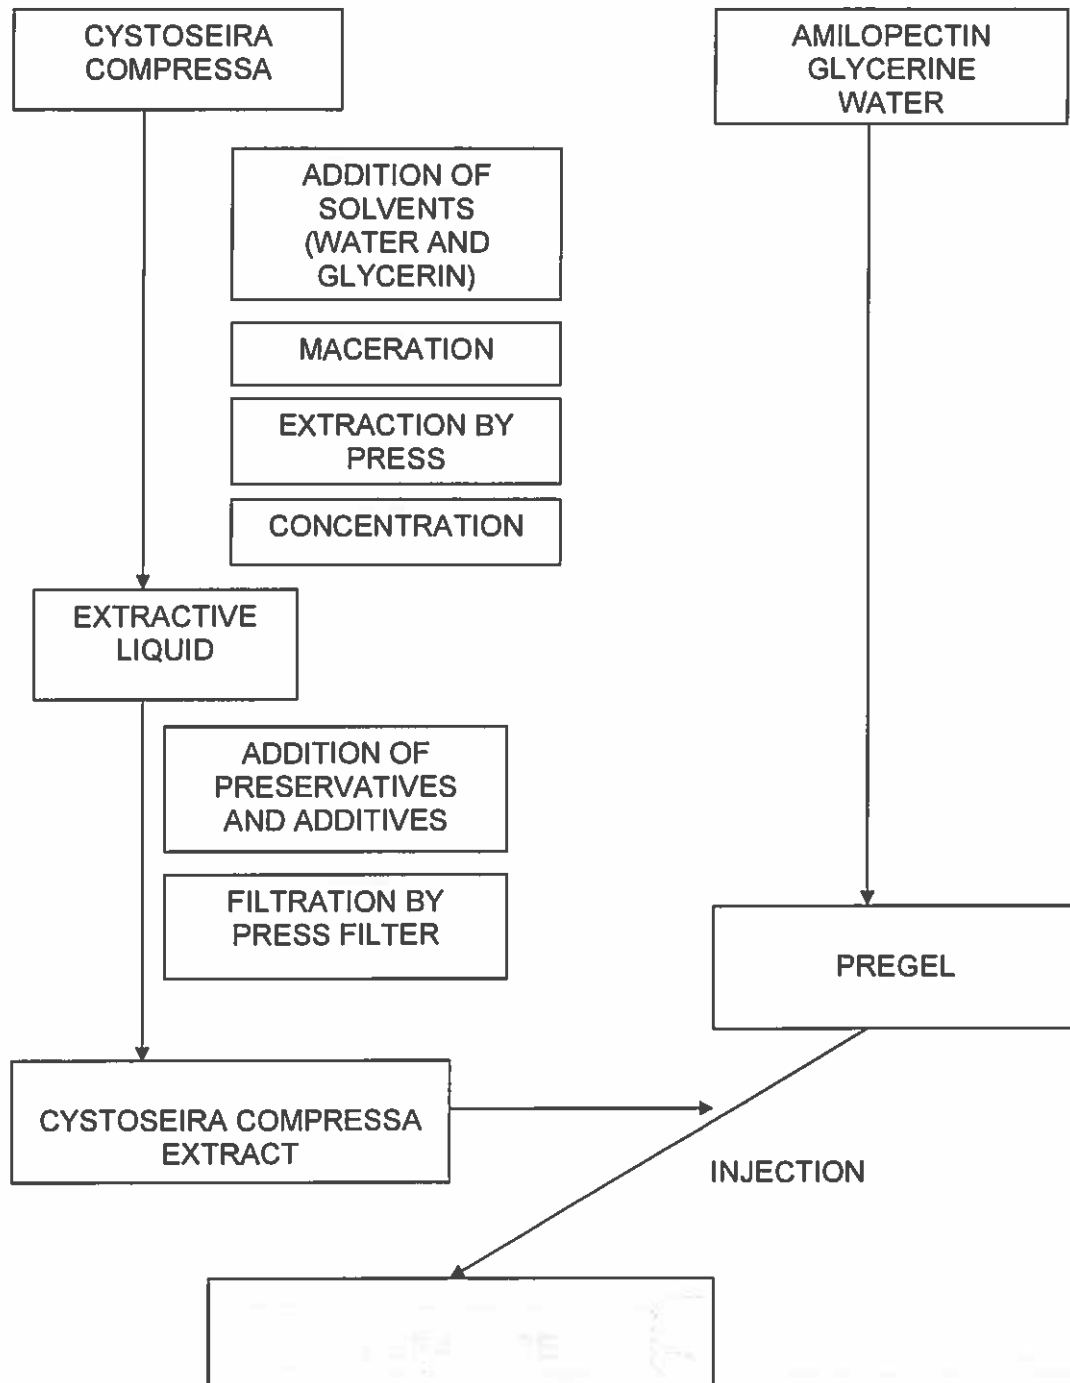 CYSTOSEIRA
COMPRESSA
AMILOPECTIN
GLYCERINE
WATER
ADDITION OF
SOLVENTS
(WATER AND
GLYCERIN)
MACERATION
EXTRACTION BY
PRESS
CONCENTRATION
EXTRACTIVE
LIQUID
ADDITION OF
PRESERVATIVES
AND ADDITIVES
FILTRATION BY
PRESS FILTER
PREGEL
CYSTOSEIRA COMPRESSA
EXTRACT
INJECTION